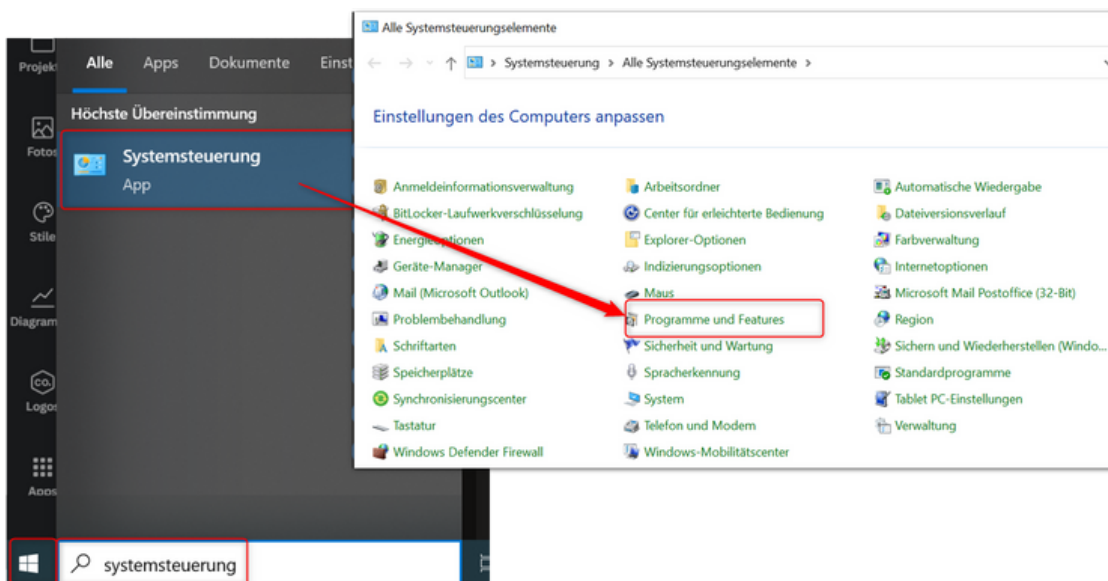 Alle Systemsteuerungselemente
Systemsteuerung > Alle Systemsteuerungselemente >
Einstellungen des Computers anpassen
Anmeldeinformationsverwaltung
Arbeitsordner
Automatische Wiedergabe
BitLocker-Laufwerkverschlüsselung
Center für erleichterte Bedienung
Dateiversionsverlauf
Energieoptionen
Explorer-Optionen
Farbverwaltung
Geräte-Manager
Indizierungsoptionen
Internetoptionen
Mail (Microsoft Outlook)
Maus
Microsoft Mail Postoffice (32-Bit)
Problembehandlung
Programme und Features
Region
Schriftarten
Sicherheit und Wartung
Sichern und Wiederherstellen (Windo...
Speicherplätze
Spracherkennung
Standardprogramme
Synchronisierungscenter
System
Tablet PC-Einstellungen
Tastatur
Telefon und Modem
Verwaltung
Windows Defender Firewall
Windows-Mobilitätscenter
Projek
Fotos
Stile
Diagram
CO.
Logos
Apps
Alle Apps Dokumente Einst
Höchste Übereinstimmung
Systemsteuerung
App
systemsteuerung